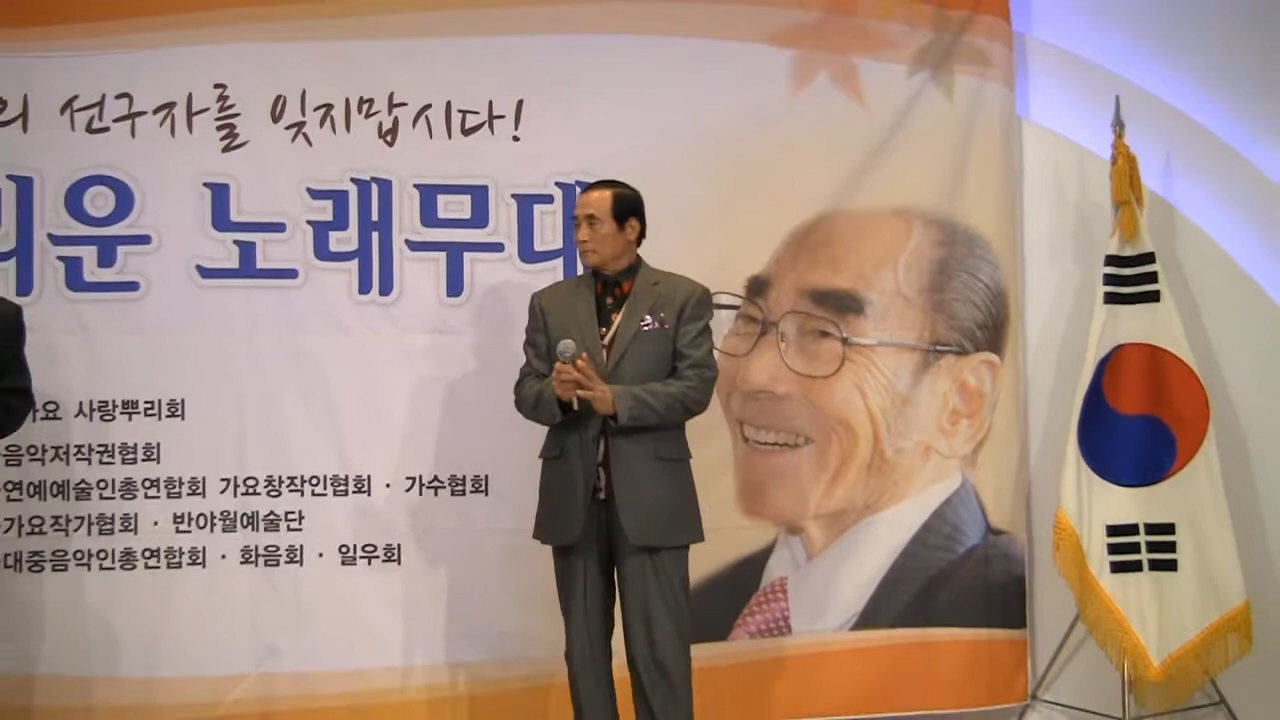 의 선구자를 잊지맙시다!
리운 노래무대
가요 사랑뿌리회
음악저작권협회
연예예술인총연합회 가요창작인협회 · 가수협회
가요작가협회 · 반야월예술단
대중음악인총연합회 · 화음회 · 일우회